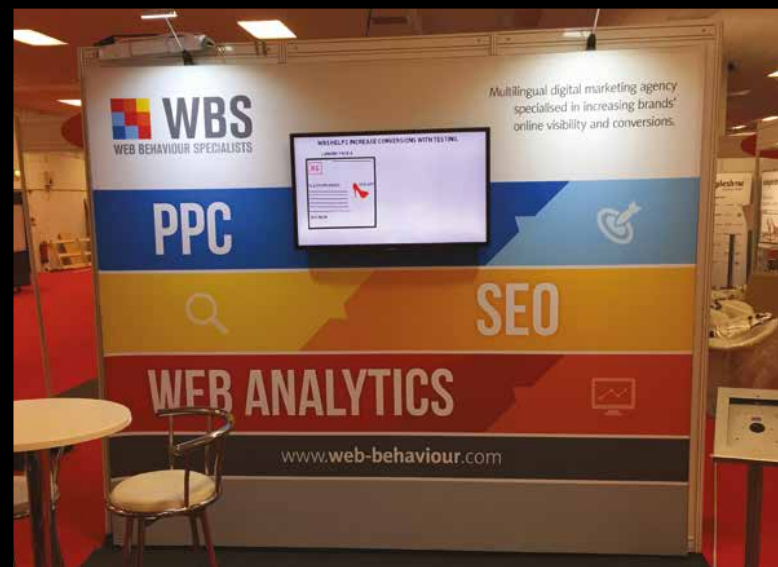 WBS
WEB BEHAVIOUR SPECIALISTS
Multilingual digital marketing agency
specialised in increasing brands'
online visibility and conversions.
WBS HELPS INCREASE CONVERSIONS WITH TESTING
PPC
SEO
WEB ANALYTICS
www.web-behaviour.com